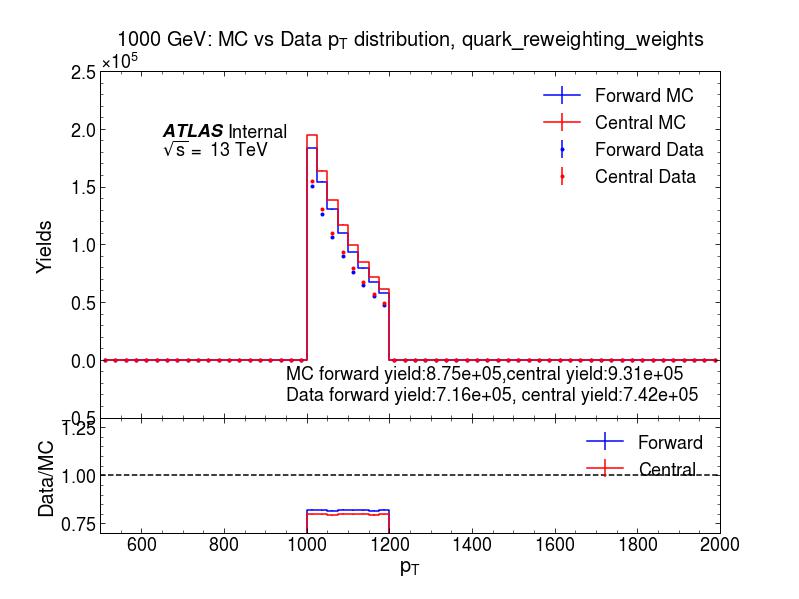 1000 GeV: MC vs Data pT distribution, quark_reweighting_weights
×10⁵
2.5
2.0
1.5
1.0
0.5
0.0
0.5
Yields
ATLAS Internal
√s = 13 TeV
Forward MC
Central MC
Forward Data
Central Data
MC forward yield:8.75e+05,central yield:9.31e+05
Data forward yield:7.16e+05, central yield:7.42e+05
1.25
1.00
0.75
Data/MC
Forward
Central
600 800 1000 1200 1400 1600 1800 2000
pT